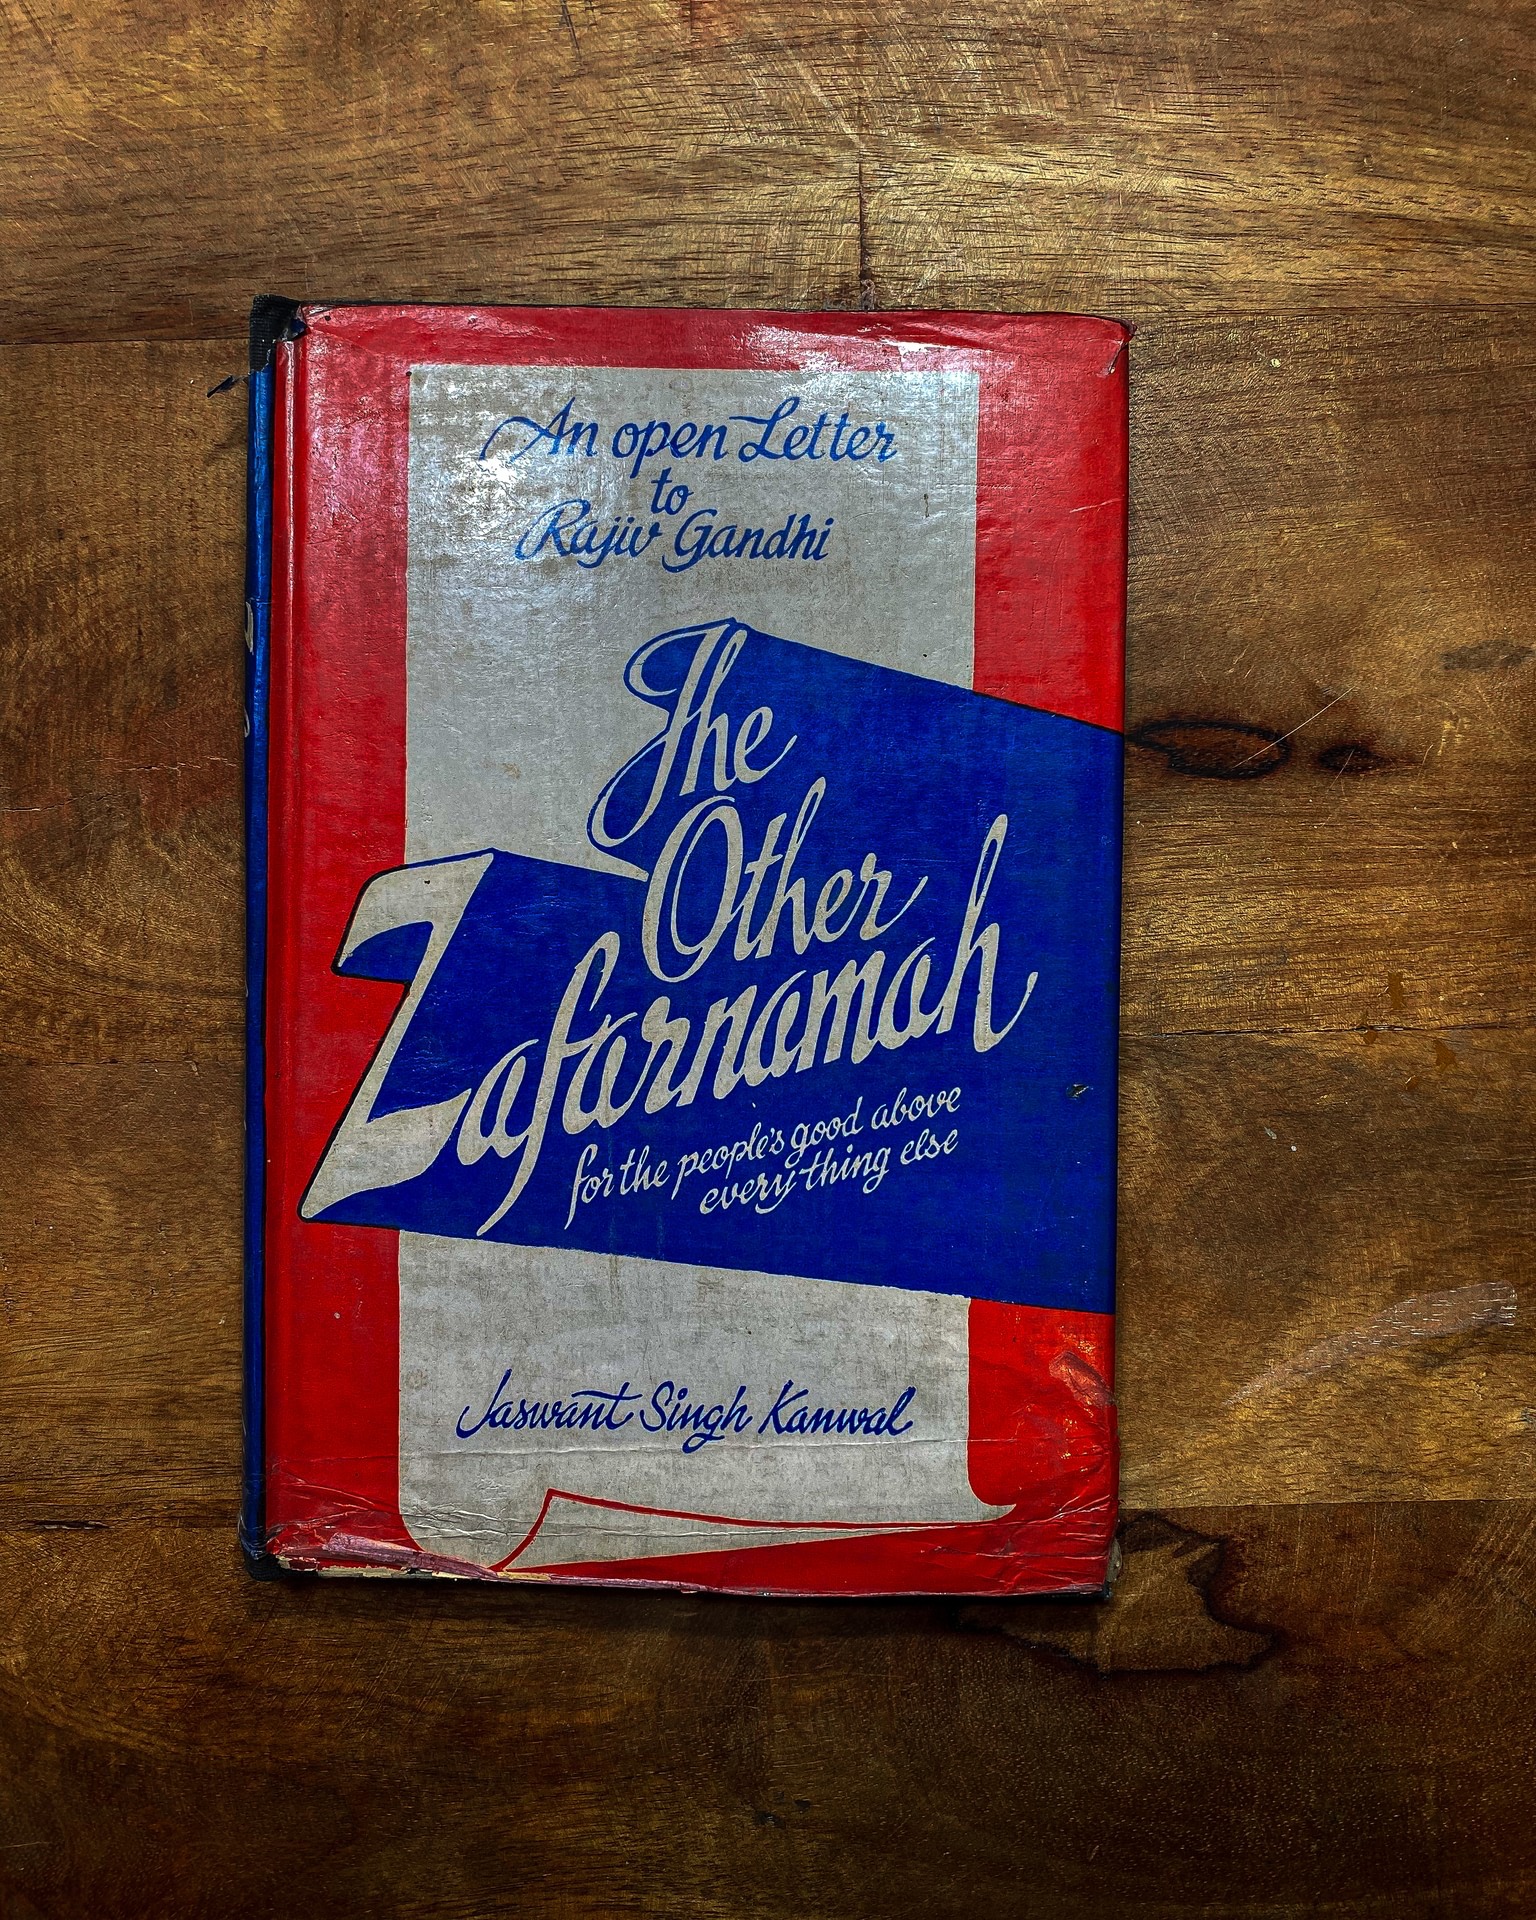 An open Letter
to
Rajiv Gandhi
The
Other
Zafarnamah
for the people's good above
every thing else
Jaswant Singh Kanwal